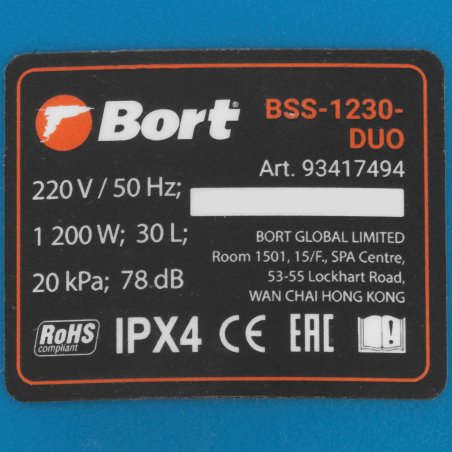 Bort®
BSS-1230-
DUO
Art. 93417494
220 V / 50 Hz;
1 200 W; 30 L;
20 kPa; 78 dB
BORT GLOBAL LIMITED
Room 1501, 15/F., SPA Centre,
53-55 Lockhart Road,
WAN CHAI HONG KONG
RoHS
compliant
IPX4 CE EAC